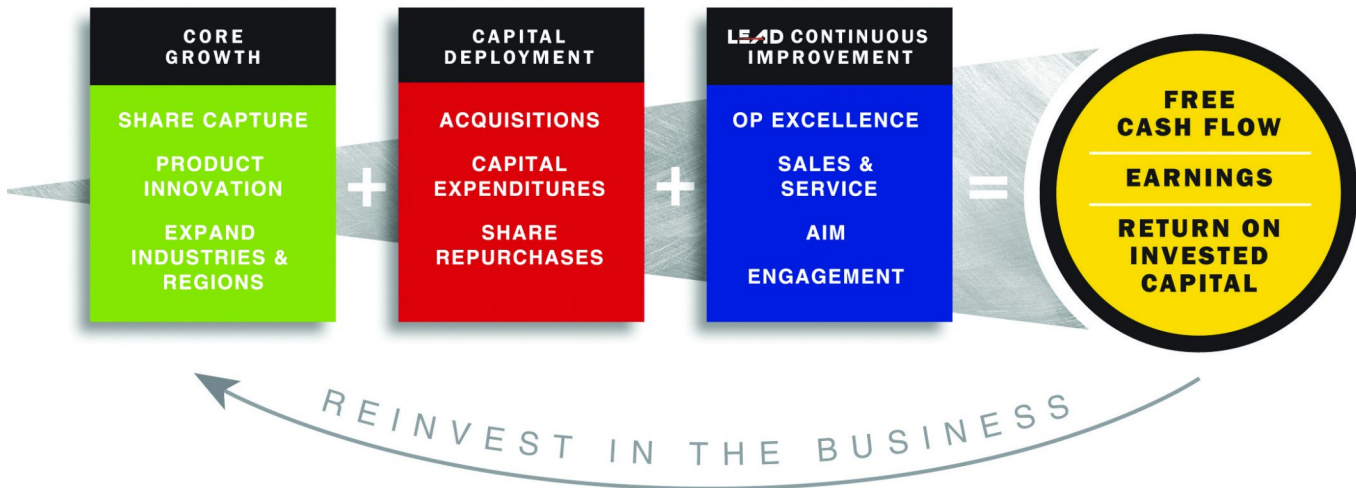 CORE
GROWTH
SHARE CAPTURE
PRODUCT
INNOVATION
EXPAND
INDUSTRIES &
REGIONS
+
CAPITAL
DEPLOYMENT
ACQUISITIONS
CAPITAL
EXPENDITURES
SHARE
REPURCHASES
+
LEAD CONTINUOUS
IMPROVEMENT
OP EXCELLENCE
SALES &
SERVICE
AIM
ENGAGEMENT
=
FREE
CASH FLOW
EARNINGS
RETURN ON
INVESTED
CAPITAL
REINVEST IN THE BUSINESS